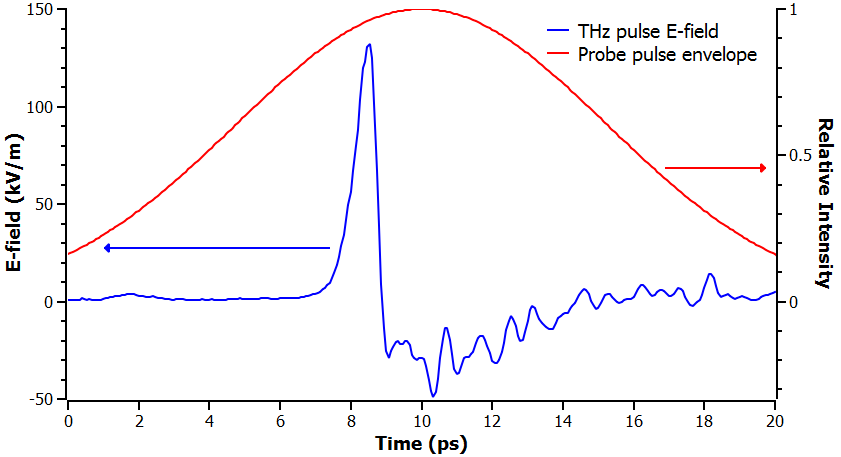 150
100
50
0
-50
E-field (kV/m)
THz pulse E-field
Probe pulse envelope
1
0.5
0
Relative Intensity
0 2 4 6 8 10 12 14 16 18 20
Time (ps)